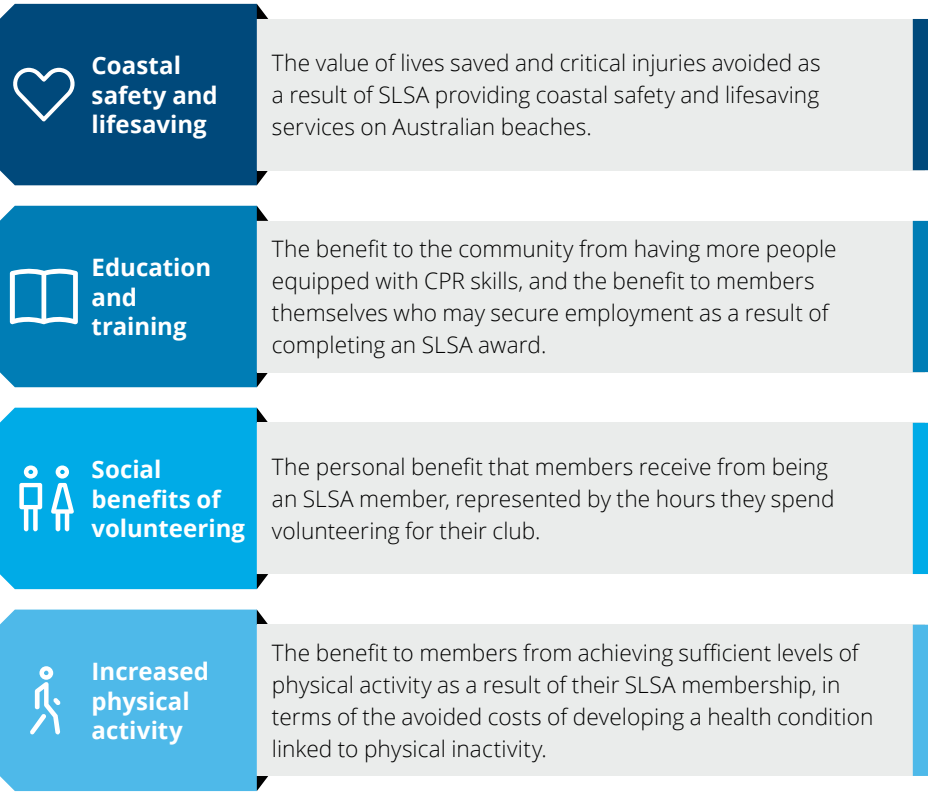 Coastal
safety and
lifesaving
The value of lives saved and critical injuries avoided as
a result of SLSA providing coastal safety and lifesaving
services on Australian beaches.
Education
and
training
The benefit to the community from having more people
equipped with CPR skills, and the benefit to members
themselves who may secure employment as a result of
completing an SLSA award.
Social
benefits of
volunteering
The personal benefit that members receive from being
an SLSA member, represented by the hours they spend
volunteering for their club.
Increased
physical
activity
The benefit to members from achieving sufficient levels of
physical activity as a result of their SLSA membership, in
terms of the avoided costs of developing a health condition
linked to physical inactivity.